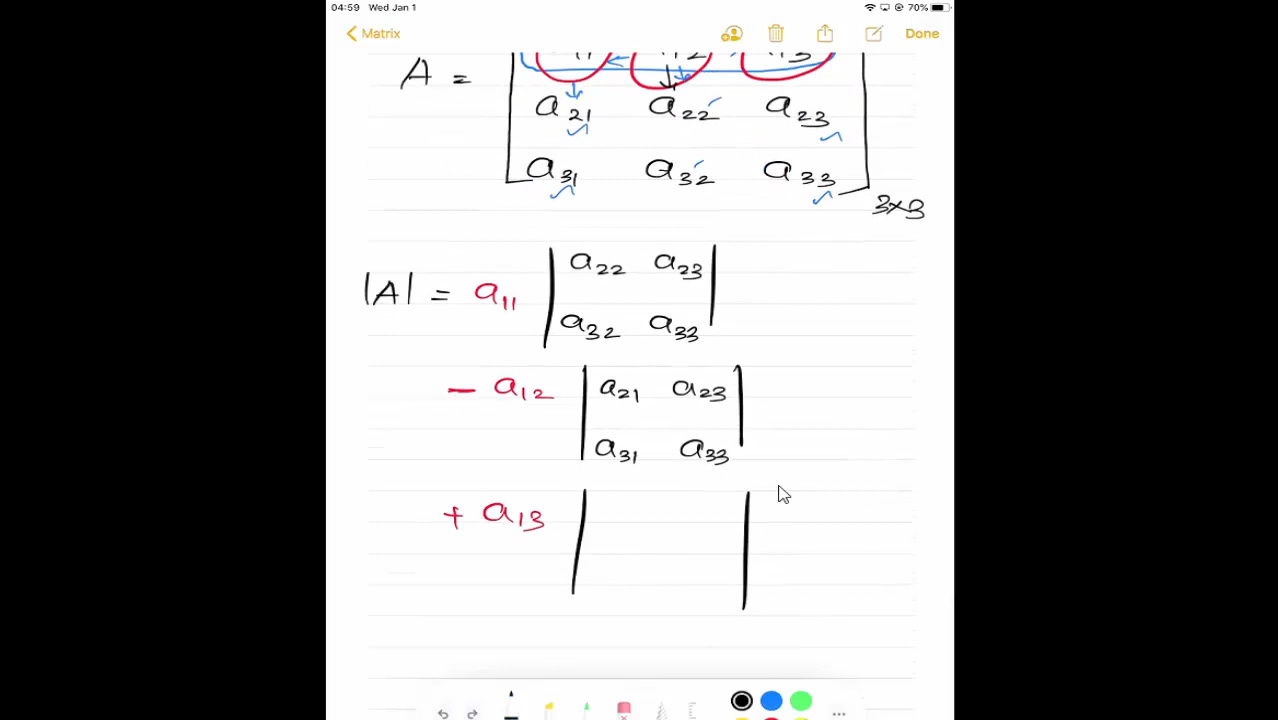 04:59 Wed Jan 1 70%
Matrix Done
A =
a21 a22 a23
a31 a32 a33
3×3
|A| = a11 | a22 a23 |
a32 a33
- a12 | a21 a23 |
a31 a33
+ a13 | |